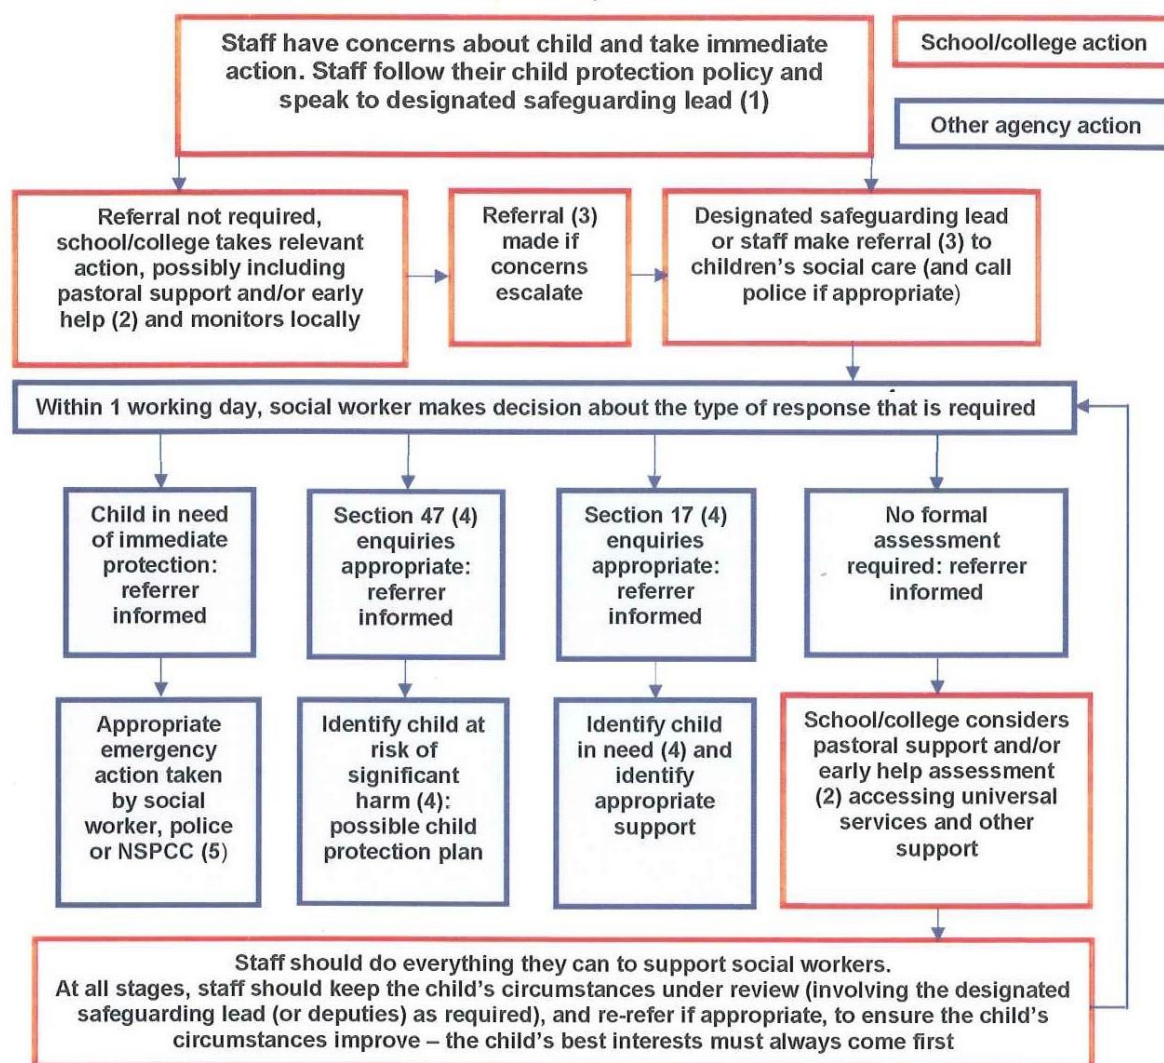 Staff have concerns about child and take immediate
action. Staff follow their child protection policy and
speak to designated safeguarding lead (1)
School/college action
Other agency action
Referral not required,
school/college takes relevant
action, possibly including
pastoral support and/or early
help (2) and monitors locally
Referral (3)
made if
concerns
escalate
Designated safeguarding lead
or staff make referral (3) to
children’s social care (and call
police if appropriate)
Within 1 working day, social worker makes decision about the type of response that is required
Child in need
of immediate
protection:
referrer
informed
Section 47 (4)
enquiries
appropriate:
referrer
informed
Section 17 (4)
enquiries
appropriate:
referrer
informed
No formal
assessment
required: referrer
informed
Appropriate
emergency
action taken
by social
worker, police
or NSPCC (5)
Identify child at
risk of
significant
harm (4):
possible child
protection plan
Identify child
in need (4) and
identify
appropriate
support
School/college considers
pastoral support and/or
early help assessment
(2) accessing universal
services and other
support
Staff should do everything they can to support social workers.
At all stages, staff should keep the child’s circumstances under review (involving the designated
safeguarding lead (or deputies) as required), and re-refer if appropriate, to ensure the child’s
circumstances improve – the child’s best interests must always come first